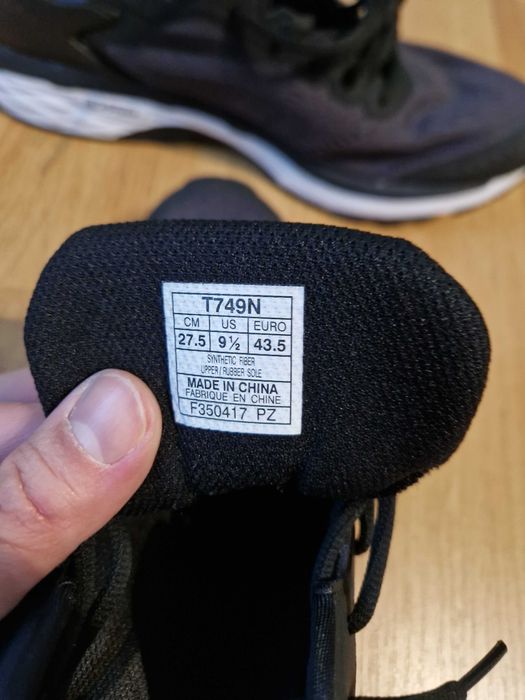 T749N
CM US EURO
27.5 9½ 43.5
SYNTHETIC FIBER
UPPER/RUBBER SOLE
MADE IN CHINA
FABRIQUE EN CHINE
F350417 PZ